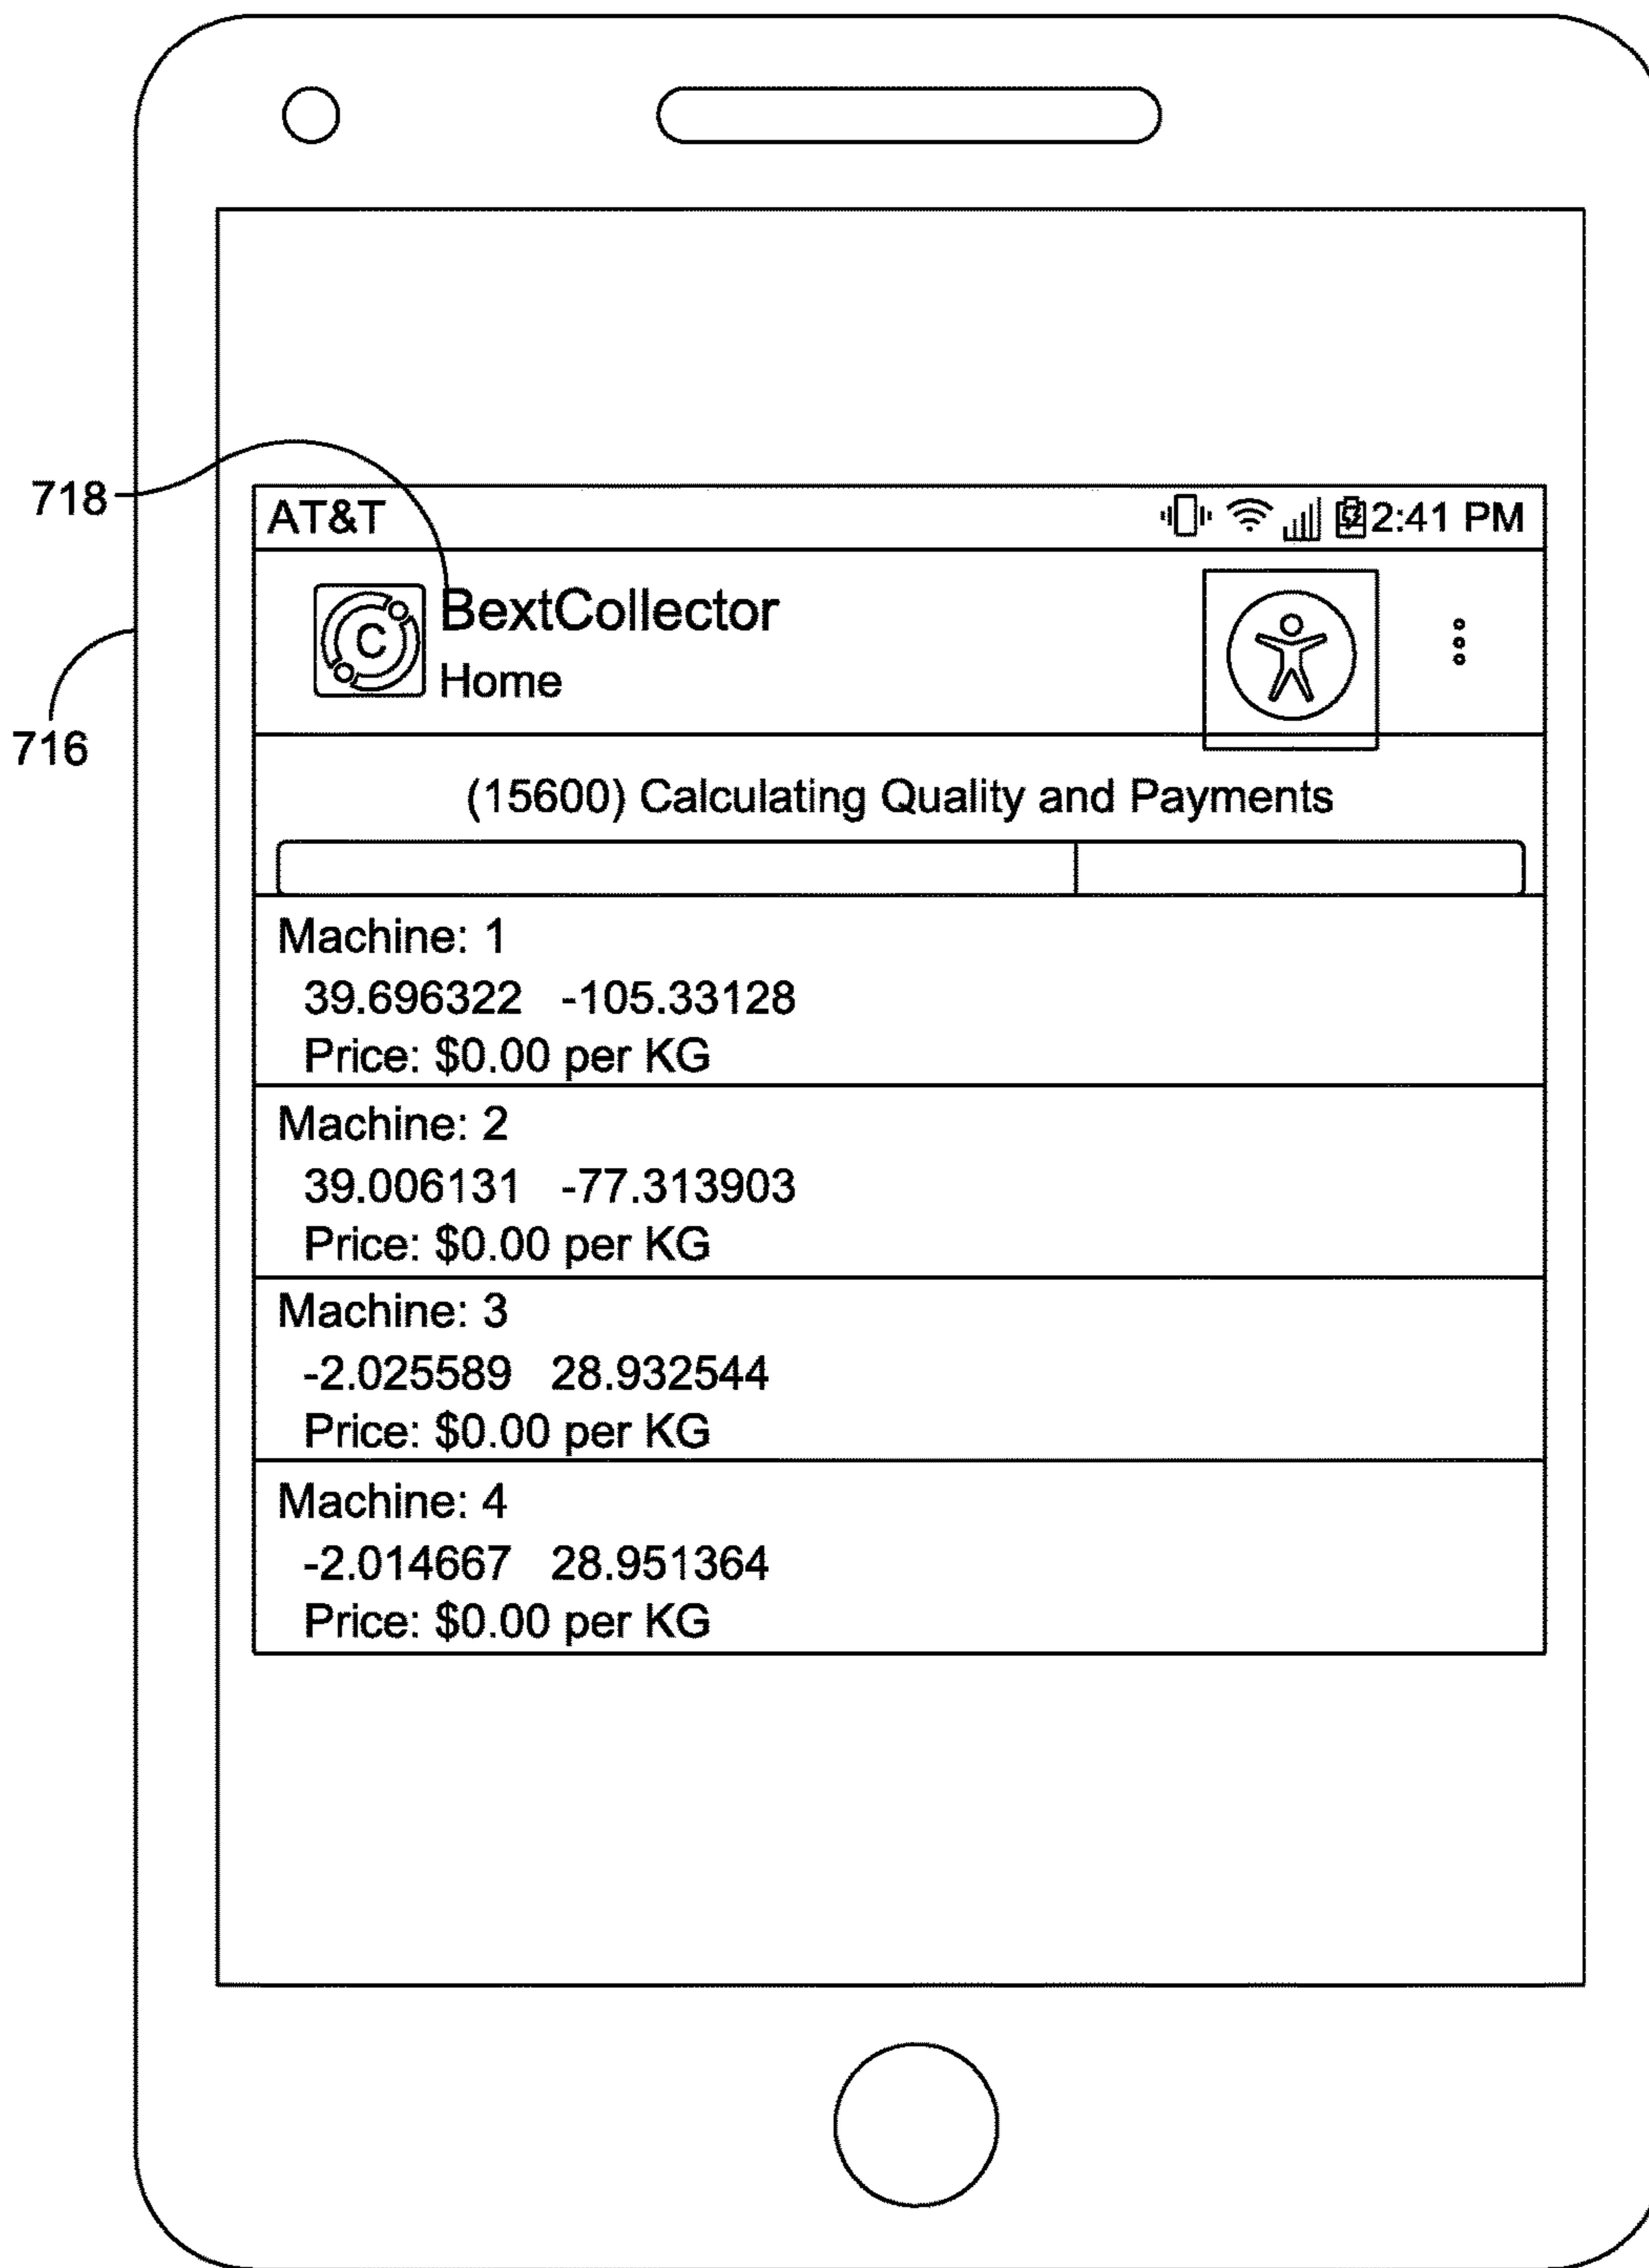 718
AT&T 2:41 PM
C
BextCollector
Home
716
(15600) Calculating Quality and Payments
Machine: 1
39.696322 -105.33128
Price: $0.00 per KG
Machine: 2
39.006131 -77.313903
Price: $0.00 per KG
Machine: 3
-2.025589 28.932544
Price: $0.00 per KG
Machine: 4
-2.014667 28.951364
Price: $0.00 per KG